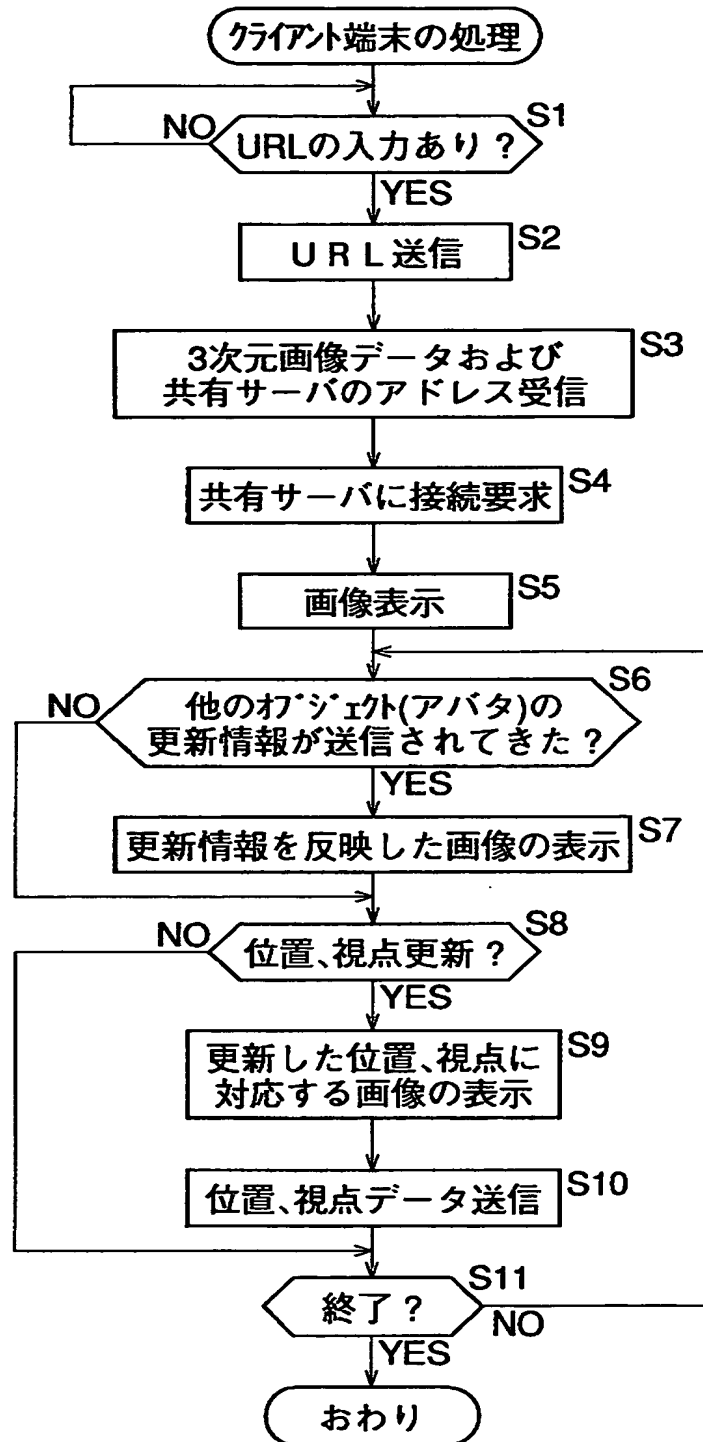 クライアント端末の処理
S1
NO
URLの入力あり?
YES
S2
URL送信
S3
3次元画像データおよび
共有サーバのアドレス受信
S4
共有サーバに接続要求
S5
画像表示
S6
NO
他のオブジェクト(アバタ)の
更新情報が送信されてきた?
YES
S7
更新情報を反映した画像の表示
S8
NO
位置、視点更新?
YES
S9
更新した位置、視点に
対応する画像の表示
S10
位置、視点データ送信
S11
終了?
NO
YES
おわり